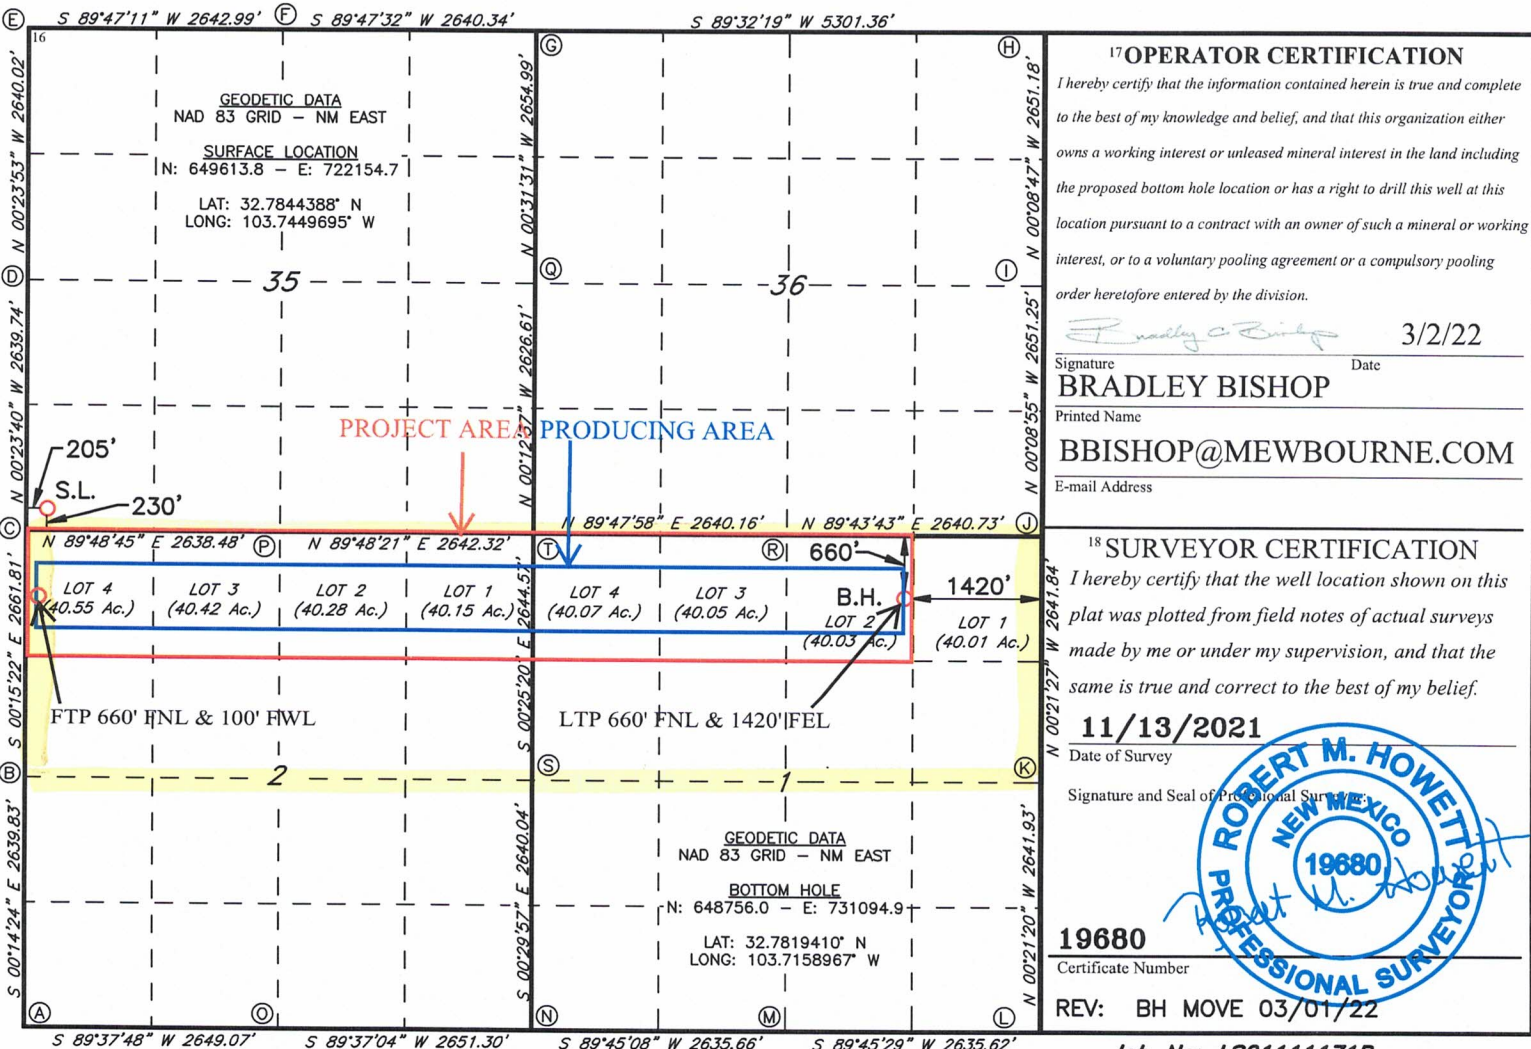 E S 89°47'11" W 2642.99' F S 89°47'32" W 2640.34' S 89°32'19" W 5301.36'
16
G
H
N 00°23'53" W 2640.02'
N 00°31'31" W 2654.99'
N 00°08'47" W 2651.18'
GEODETIC DATA
NAD 83 GRID – NM EAST
SURFACE LOCATION
N: 649613.8 – E: 722154.7
LAT: 32.7844388° N
LONG: 103.7449695° W
D
35
Q
36
I
N 00°23'40" W 2639.74'
N 00°12'37" W 2626.61'
N 00°08'55" W 2651.25'
PROJECT AREA PRODUCING AREA
205'
S.L.
230'
C
N 89°48'45" E 2638.48' P N 89°48'21" E 2642.32'
N 89°47'58" E 2640.16' N 89°43'43" E 2640.73' J
T
R
660'
S 00°15'22" E 2661.81'
S 00°25'20" E 2644.57'
N 00°21'27" W 2641.84'
LOT 4
(40.55 Ac.)
LOT 3
(40.42 Ac.)
LOT 2
(40.28 Ac.)
LOT 1
(40.15 Ac.)
LOT 4
(40.07 Ac.)
LOT 3
(40.05 Ac.)
B.H.
1420'
LOT 2
(40.03 Ac.)
LOT 1
(40.01 Ac.)
FTP 660' FNL & 100' FWL
LTP 660' FNL & 1420' FEL
B
2
S
1
K
S 00°14'24" E 2639.83'
S 00°29'57" E 2640.04'
N 00°21'20" W 2641.93'
GEODETIC DATA
NAD 83 GRID – NM EAST
BOTTOM HOLE
N: 648756.0 – E: 731094.9
LAT: 32.7819410° N
LONG: 103.7158967° W
A
O
N
M
L
S 89°37'48" W 2649.07' S 89°37'04" W 2651.30' S 89°45'08" W 2635.66' S 89°45'29" W 2635.62'
17 OPERATOR CERTIFICATION
I hereby certify that the information contained herein is true and complete
to the best of my knowledge and belief, and that this organization either
owns a working interest or unleased mineral interest in the land including
the proposed bottom hole location or has a right to drill this well at this
location pursuant to a contract with an owner of such a mineral or working
interest, or to a voluntary pooling agreement or a compulsory pooling
order heretofore entered by the division.
Bradley C Bishop 3/2/22
Signature Date
BRADLEY BISHOP
Printed Name
BBISHOP@MEWBOURNE.COM
E-mail Address
18 SURVEYOR CERTIFICATION
I hereby certify that the well location shown on this
plat was plotted from field notes of actual surveys
made by me or under my supervision, and that the
same is true and correct to the best of my belief.
11/13/2021
Date of Survey
Signature and Seal of Professional Surveyor:
ROBERT M. HOWETT
NEW MEXICO
19680
PROFESSIONAL SURVEYOR
Robert M. Howett
19680
Certificate Number
REV: BH MOVE 03/01/22